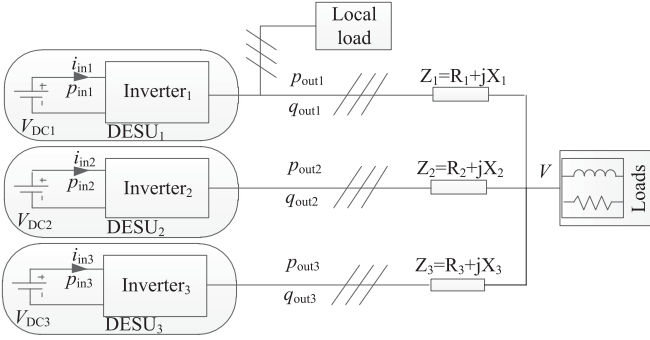 Local
load
i_in1
p_in1
V_DC1
Inverter_1
DESU_1
p_out1
q_out1
Z_1=R_1+jX_1
i_in2
p_in2
V_DC2
Inverter_2
DESU_2
p_out2
q_out2
Z_2=R_2+jX_2
V
Loads
i_in3
p_in3
V_DC3
Inverter_3
DESU_3
p_out3
q_out3
Z_3=R_3+jX_3